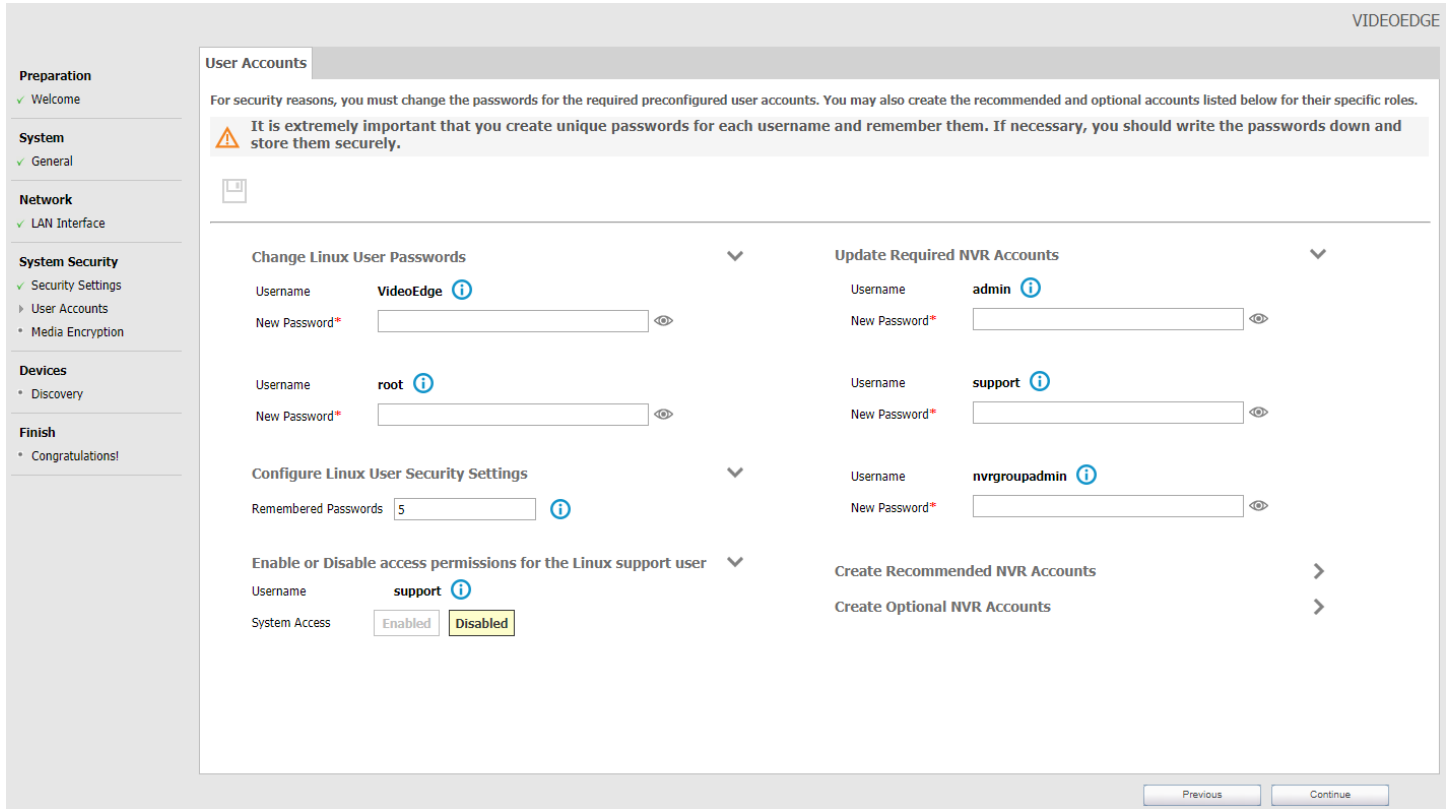 VIDEOEDGE
Preparation
Welcome
System
General
Network
LAN Interface
System Security
Security Settings
User Accounts
Media Encryption
Devices
Discovery
Finish
Congratulations!
User Accounts
For security reasons, you must change the passwords for the required preconfigured user accounts. You may also create the recommended and optional accounts listed below for their specific roles.
It is extremely important that you create unique passwords for each username and remember them. If necessary, you should write the passwords down and
store them securely.
Change Linux User Passwords
Username VideoEdge
New Password*
Username root
New Password*
Configure Linux User Security Settings
Remembered Passwords 5
Enable or Disable access permissions for the Linux support user
Username support
System Access Enabled Disabled
Update Required NVR Accounts
Username admin
New Password*
Username support
New Password*
Username nvrgroupadmin
New Password*
Create Recommended NVR Accounts
Create Optional NVR Accounts
Previous Continue